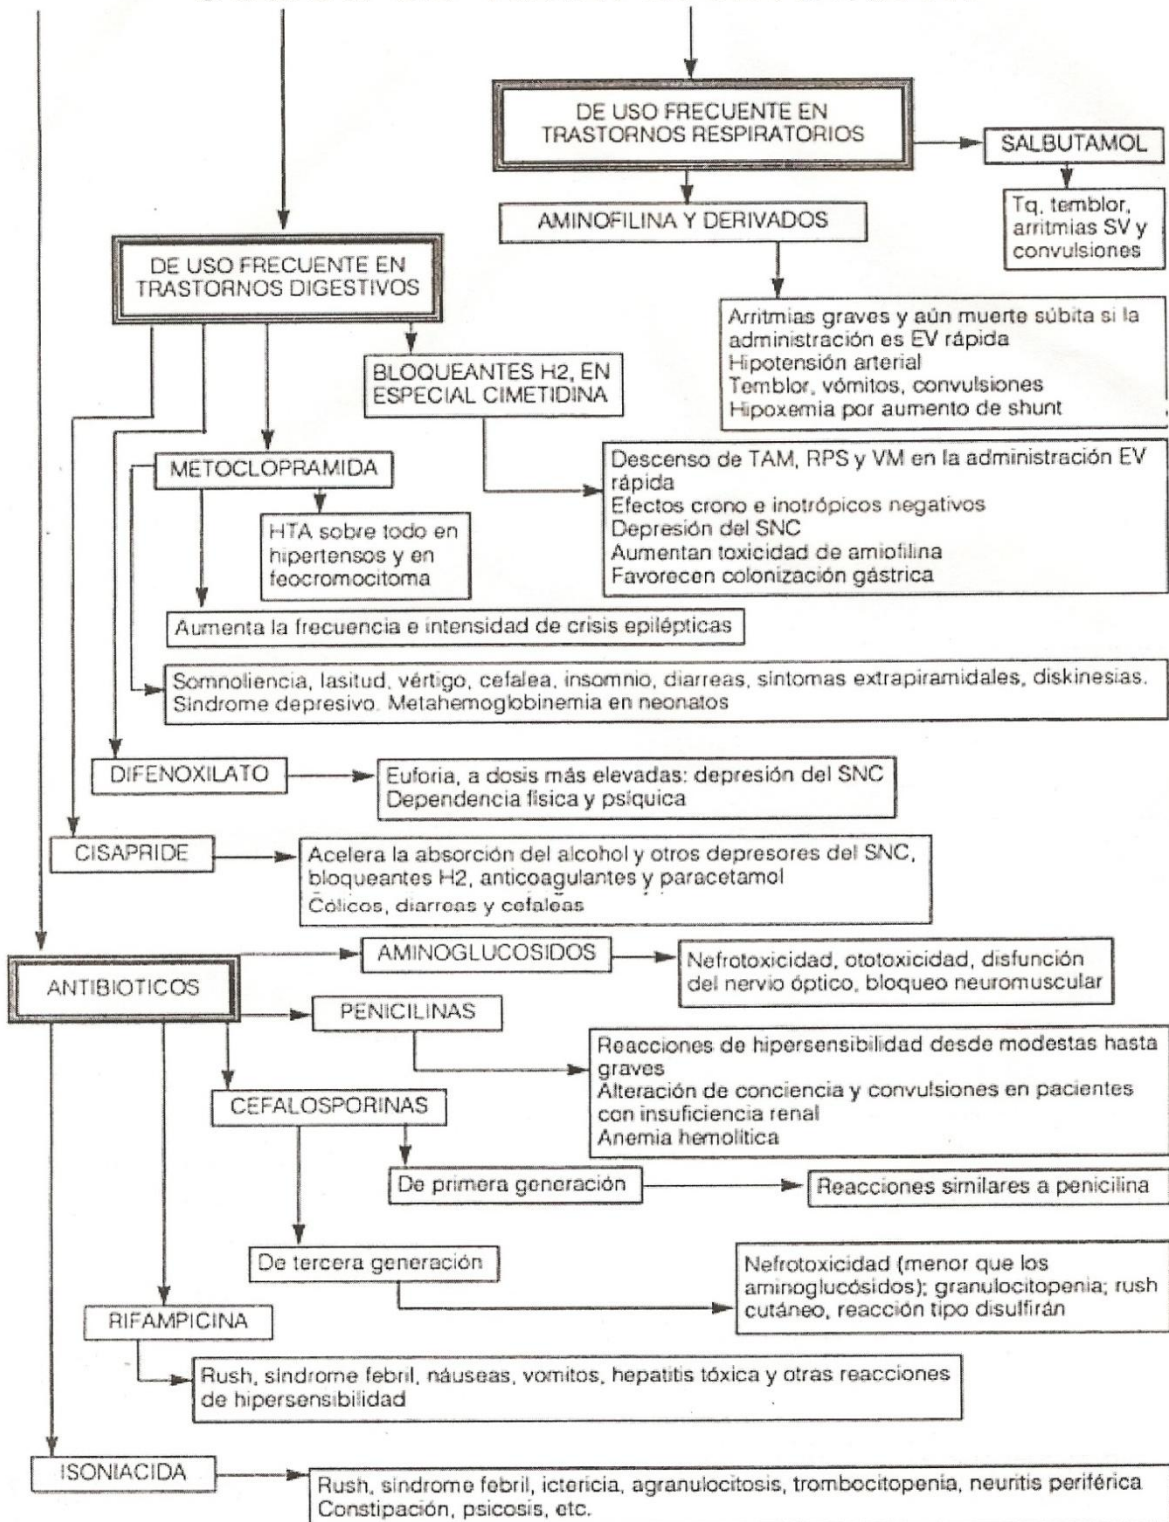 DE USO FRECUENTE EN
TRASTORNOS RESPIRATORIOS
SALBUTAMOL
Tq, temblor,
arritmias SV y
convulsiones
AMINOFILINA Y DERIVADOS
Arritmias graves y aún muerte súbita si la
administración es EV rápida
Hipotensión arterial
Temblor, vómitos, convulsiones
Hipoxemia por aumento de shunt
DE USO FRECUENTE EN
TRASTORNOS DIGESTIVOS
BLOQUEANTES H2, EN
ESPECIAL CIMETIDINA
Descenso de TAM, RPS y VM en la administración EV
rápida
Efectos crono e inotrópicos negativos
Depresión del SNC
Aumentan toxicidad de amiofilina
Favorecen colonización gástrica
METOCLOPRAMIDA
HTA sobre todo en
hipertensos y en
feocromocitoma
Aumenta la frecuencia e intensidad de crisis epilépticas
Somnoliencia, lasitud, vértigo, cefalea, insomnio, diarreas, síntomas extrapiramidales, diskinesias.
Síndrome depresivo. Metahemoglobinemia en neonatos
DIFENOXILATO
Euforia, a dosis más elevadas: depresión del SNC
Dependencia física y psíquica
CISAPRIDE
Acelera la absorción del alcohol y otros depresores del SNC,
bloqueantes H2, anticoagulantes y paracetamol
Cólicos, diarreas y cefaleas
ANTIBIOTICOS
AMINOGLUCOSIDOS
Nefrotoxicidad, ototoxicidad, disfunción
del nervio óptico, bloqueo neuromuscular
PENICILINAS
Reacciones de hipersensibilidad desde modestas hasta
graves
Alteración de conciencia y convulsiones en pacientes
con insuficiencia renal
Anemia hemolítica
CEFALOSPORINAS
De primera generación
Reacciones similares a penicilina
De tercera generación
Nefrotoxicidad (menor que los
aminoglucósidos); granulocitopenia; rush
cutáneo, reacción tipo disulfirán
RIFAMPICINA
Rush, síndrome febril, náuseas, vomitos, hepatitis tóxica y otras reacciones
de hipersensibilidad
ISONIACIDA
Rush, síndrome febril, ictericia, agranulocitosis, trombocitopenia, neuritis periférica
Constipación, psicosis, etc.